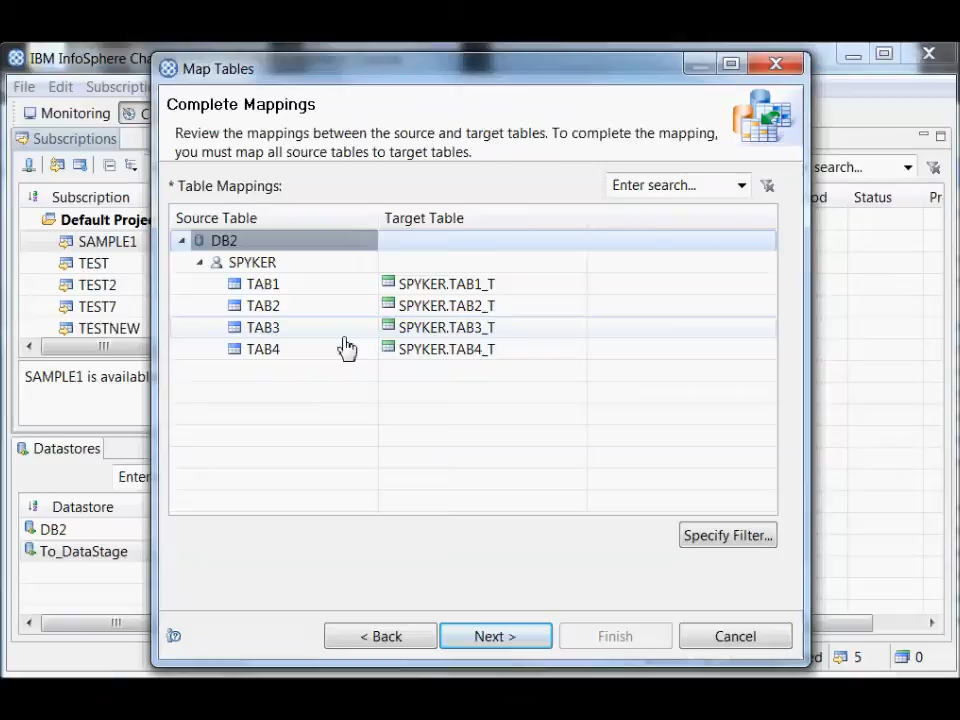 IBM InfoSphere Cha
Map Tables
File Edit Subscripti
Complete Mappings
Monitoring C
Review the mappings between the source and target tables. To complete the mapping,
you must map all source tables to target tables.
Subscriptions
search...
* Table Mappings:
Enter search...
Subscription
od Status Pr
Source Table Target Table
Default Proje
DB2
SAMPLE1
SPYKER
TEST
TAB1 SPYKER.TAB1_T
TEST2
TAB2 SPYKER.TAB2_T
TEST7
TAB3 SPYKER.TAB3_T
TESTNEW
TAB4 SPYKER.TAB4_T
SAMPLE1 is availabl
Datastores
Enter
Datastore
DB2
To_DataStage
Specify Filter...
< Back Next > Finish Cancel
ed 5 0